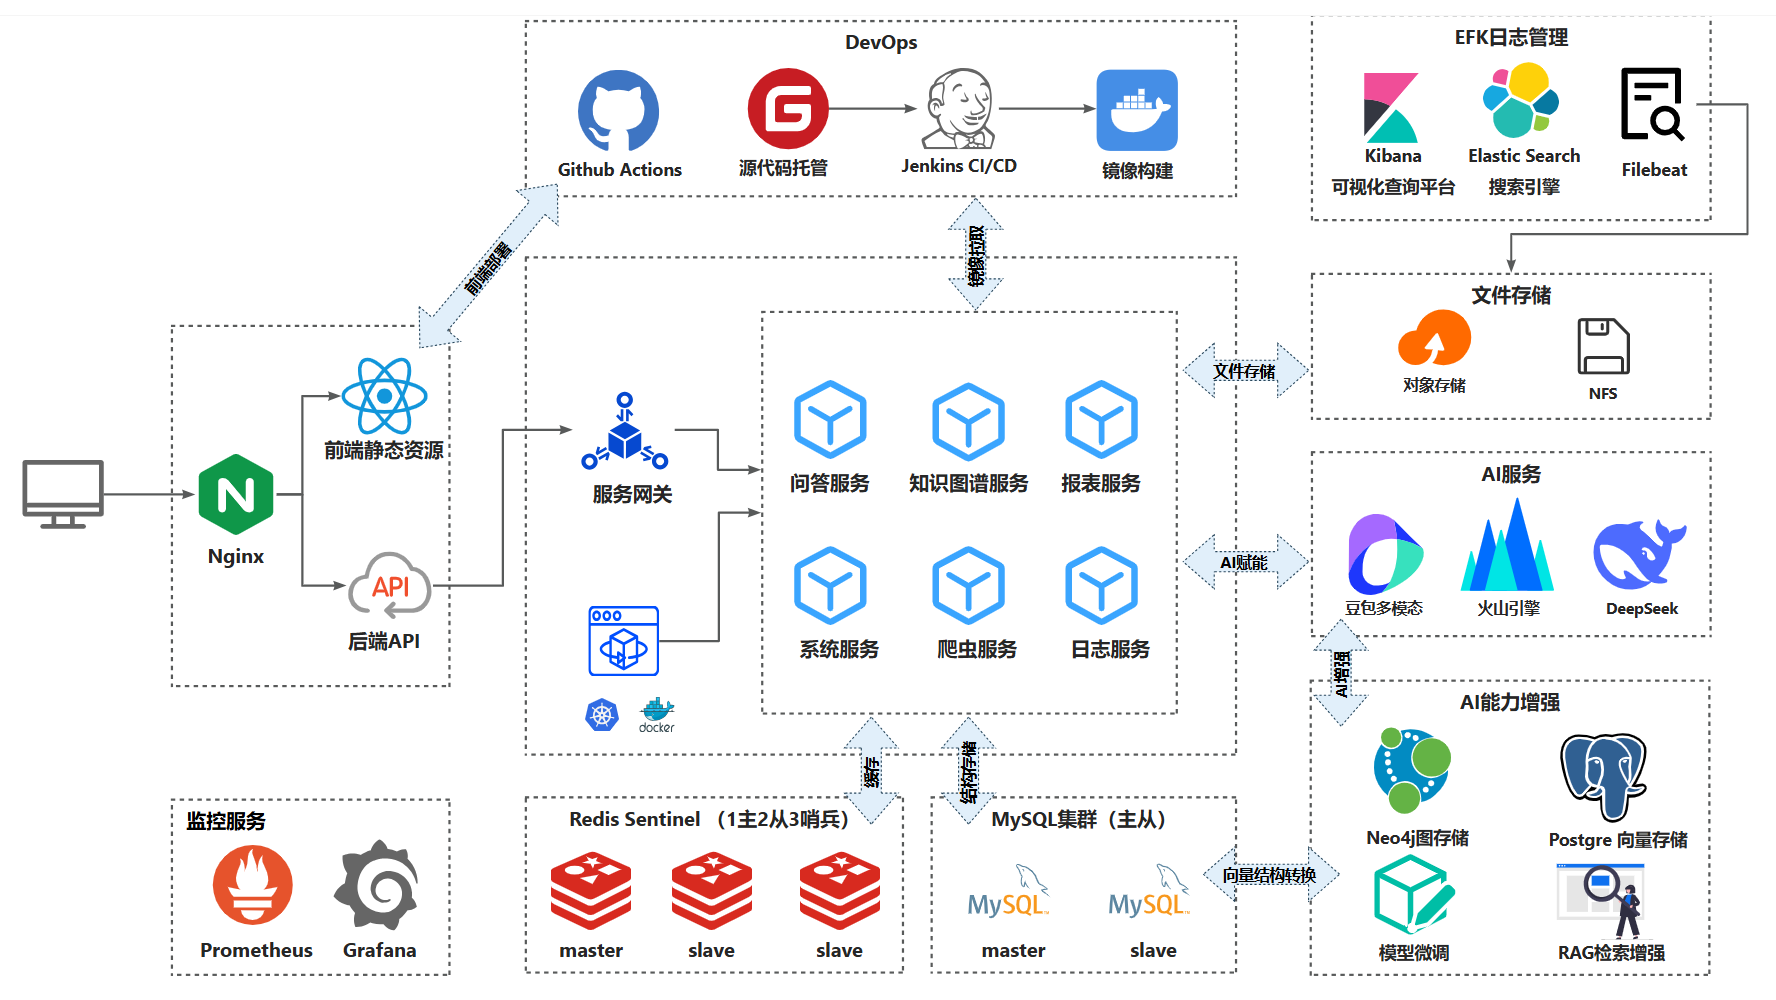 DevOps
Github Actions
源代码托管
Jenkins CI/CD
镜像构建
EFK日志管理
Kibana
可视化查询平台
Elastic Search
搜索引擎
Filebeat
前端部署
镜像拉取
文件存储
对象存储
NFS
前端静态资源
Nginx
API
后端API
服务网关
docker
问答服务
知识图谱服务
报表服务
系统服务
爬虫服务
日志服务
文件存储
AI赋能
AI服务
豆包多模态
火山引擎
DeepSeek
AI增强
AI能力增强
Neo4j图存储
Postgre 向量存储
模型微调
RAG检索增强
缓存
结构存储
监控服务
Prometheus
Grafana
Redis Sentinel （1主2从3哨兵）
master
slave
slave
MySQL集群（主从）
MySQL
MySQL
master
slave
向量结构转换